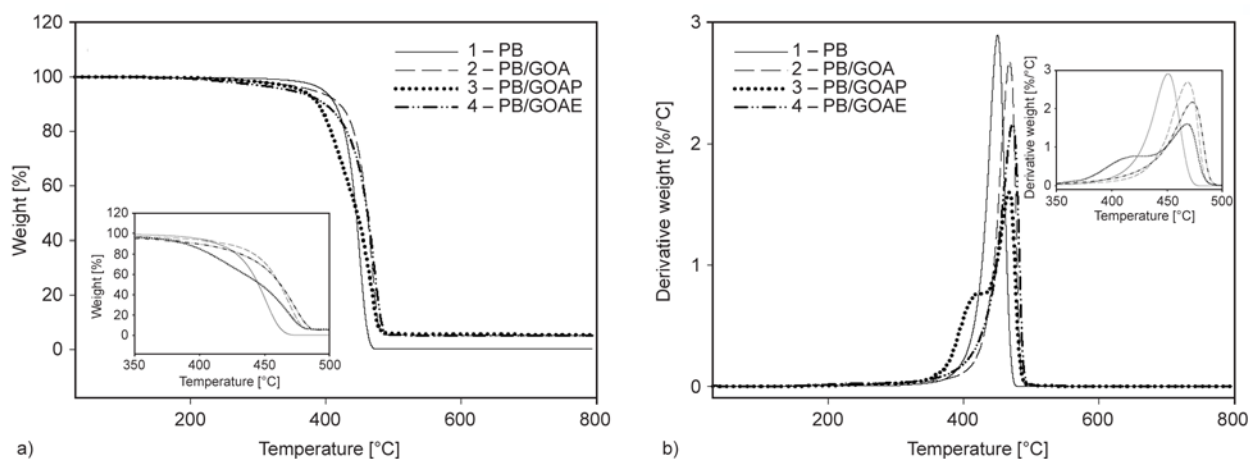 120
100
80
60
40
20
0
Weight [%]
1 – PB
2 – PB/GOA
3 – PB/GOAP
4 – PB/GOAE
120
100
80
60
40
20
0
Weight [%]
350
400
450
500
Temperature [°C]
200
400
600
800
Temperature [°C]
a)
3
2
1
0
Derivative weight [%/°C]
1 – PB
2 – PB/GOA
3 – PB/GOAP
4 – PB/GOAE
3
2
1
0
Derivative weight [%/°C]
350
400
450
500
Temperature [°C]
200
400
600
800
Temperature [°C]
b)